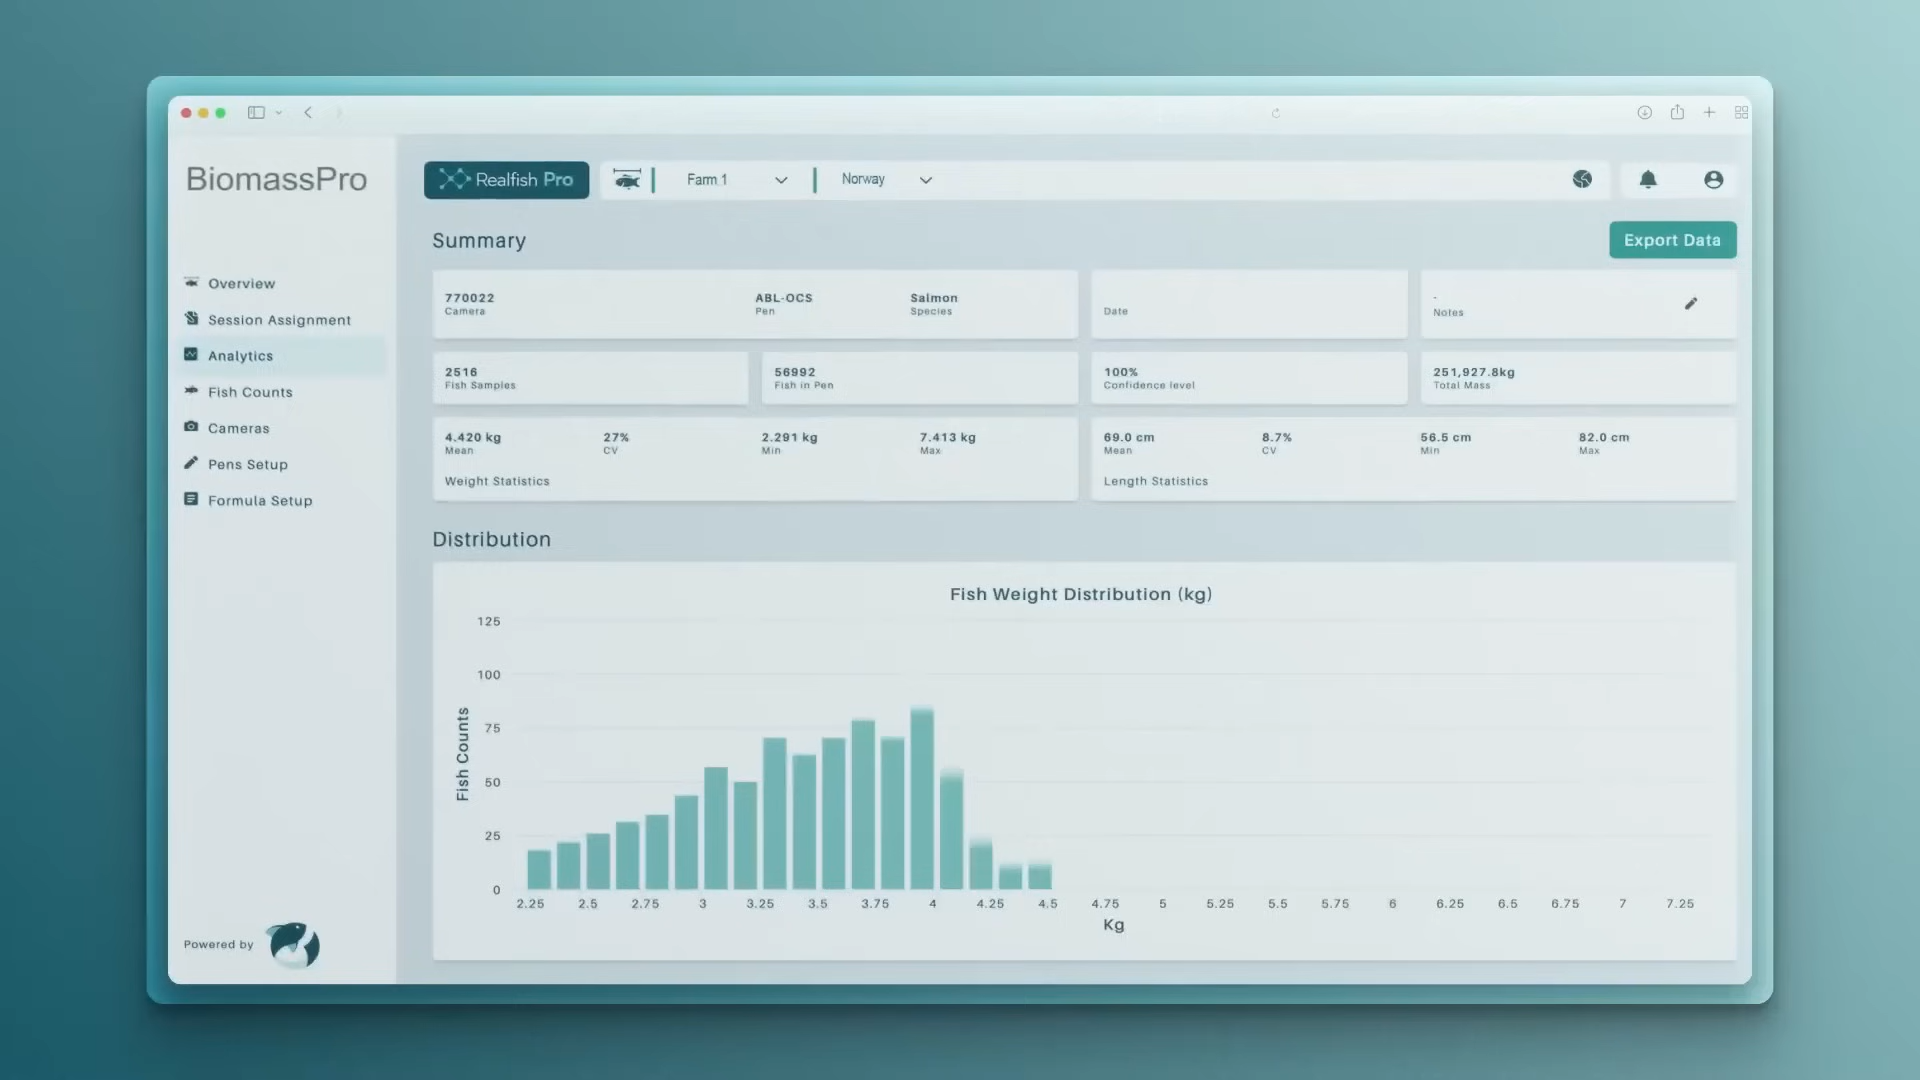 BiomassPro
Realfish Pro
Farm 1
Norway
Overview
Session Assignment
Analytics
Fish Counts
Cameras
Pens Setup
Formula Setup
Powered by
Summary
Export Data
770022
Camera
ABL-OCS
Pen
Salmon
Species
Date
-
Notes
2516
Fish Samples
56992
Fish in Pen
100%
Confidence level
251,927.8kg
Total Mass
4.420 kg
Mean
27%
CV
2.291 kg
Min
7.413 kg
Max
Weight Statistics
69.0 cm
Mean
8.7%
CV
56.5 cm
Min
82.0 cm
Max
Length Statistics
Distribution
Fish Weight Distribution (kg)
Fish Counts
125
100
75
50
25
0
2.25 2.5 2.75 3 3.25 3.5 3.75 4 4.25 4.5 4.75 5 5.25 5.5 5.75 6 6.25 6.5 6.75 7 7.25
Kg